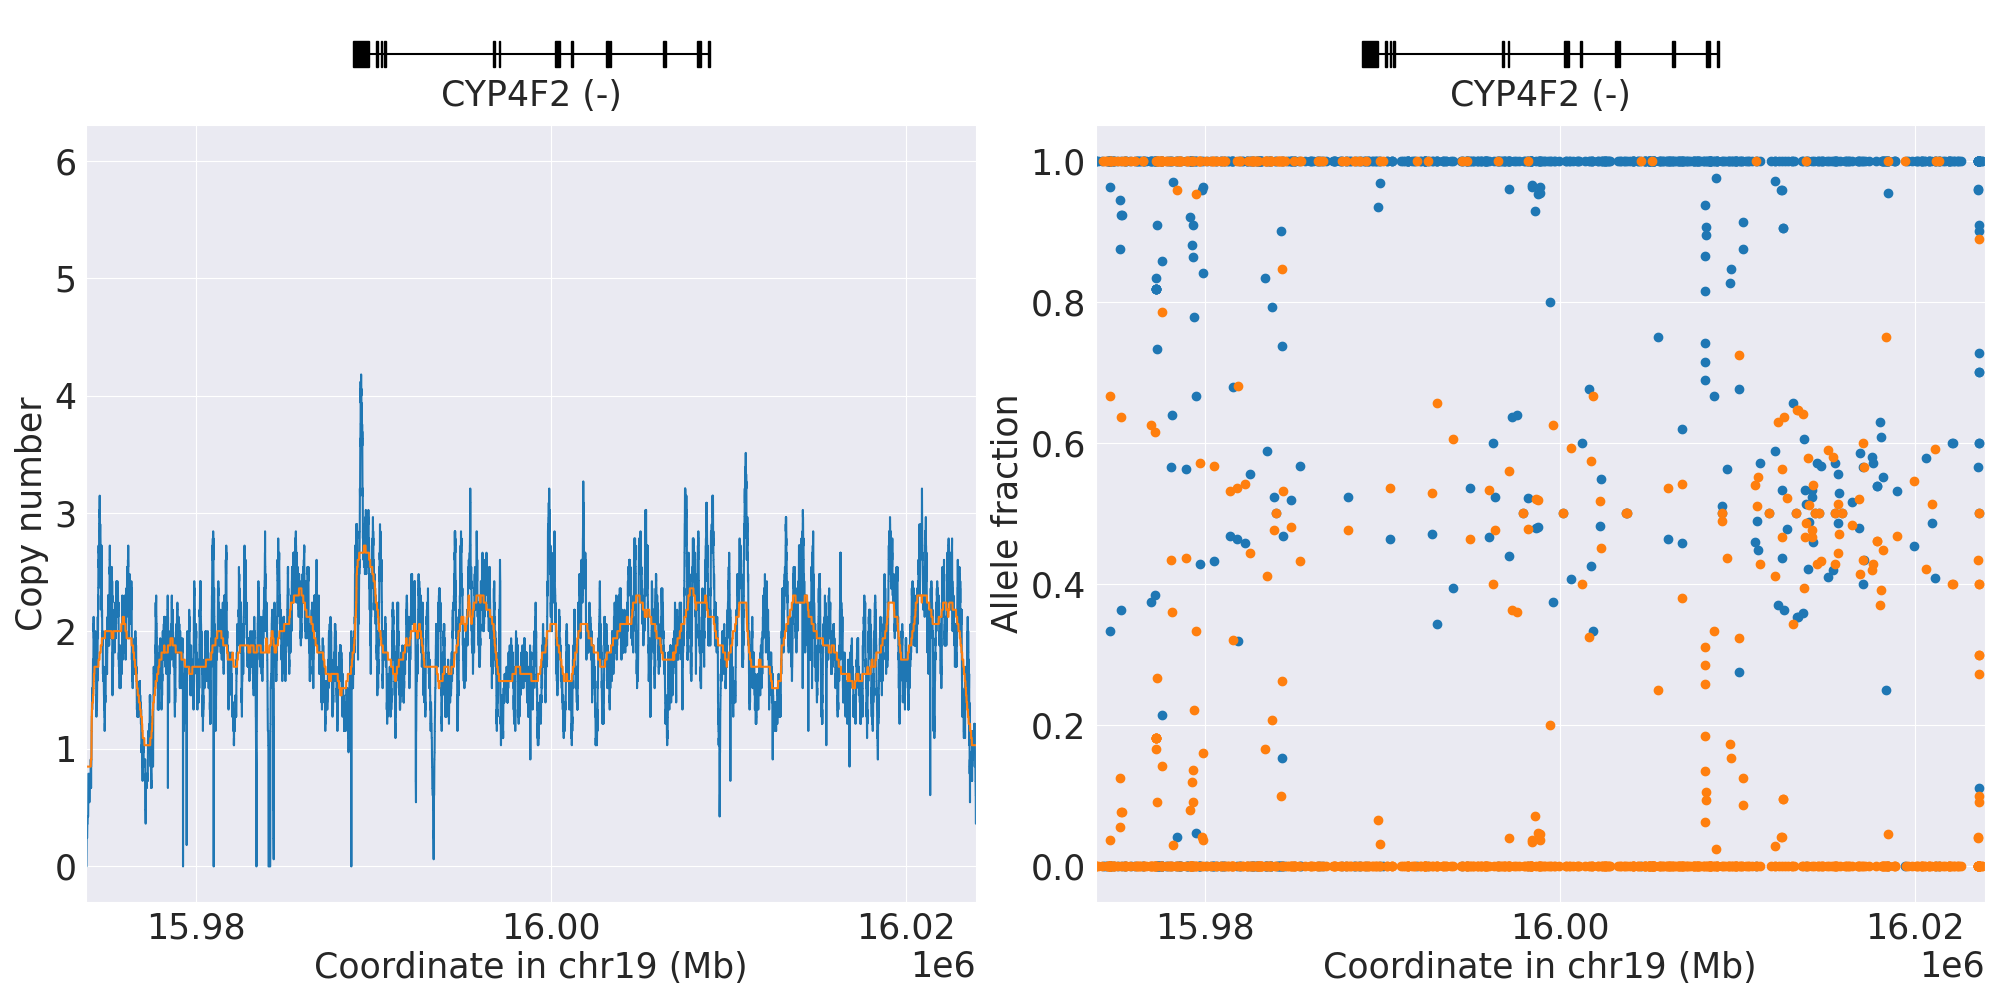 CYP4F2 (-)
6
5
4
3
2
1
0
Copy number
15.98
16.00
16.02
Coordinate in chr19 (Mb)
1e6
CYP4F2 (-)
1.0
0.8
0.6
0.4
0.2
0.0
Allele fraction
15.98
16.00
16.02
Coordinate in chr19 (Mb)
1e6